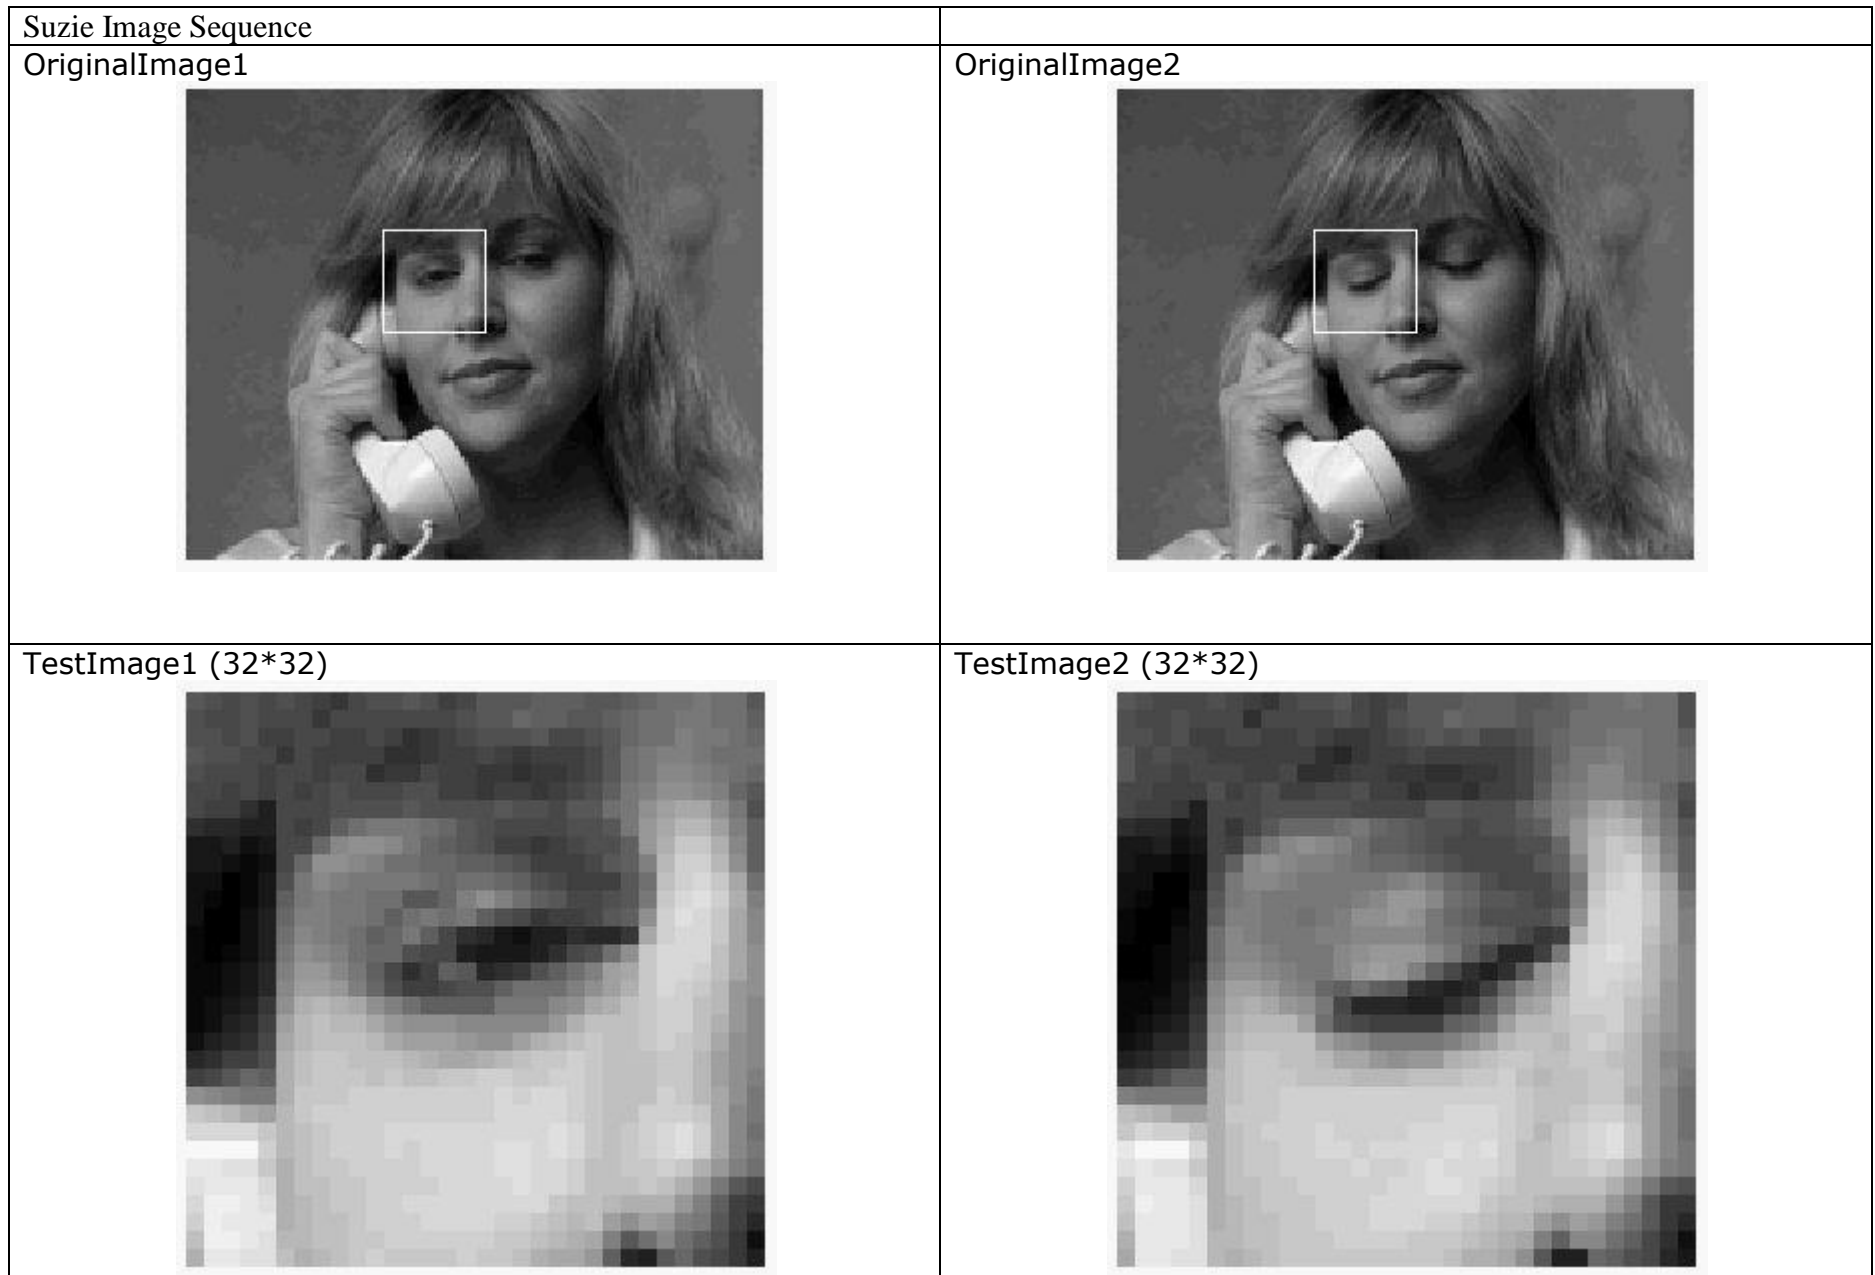 Suzie Image Sequence
OriginalImage1
OriginalImage2
TestImage1 (32*32)
TestImage2 (32*32)